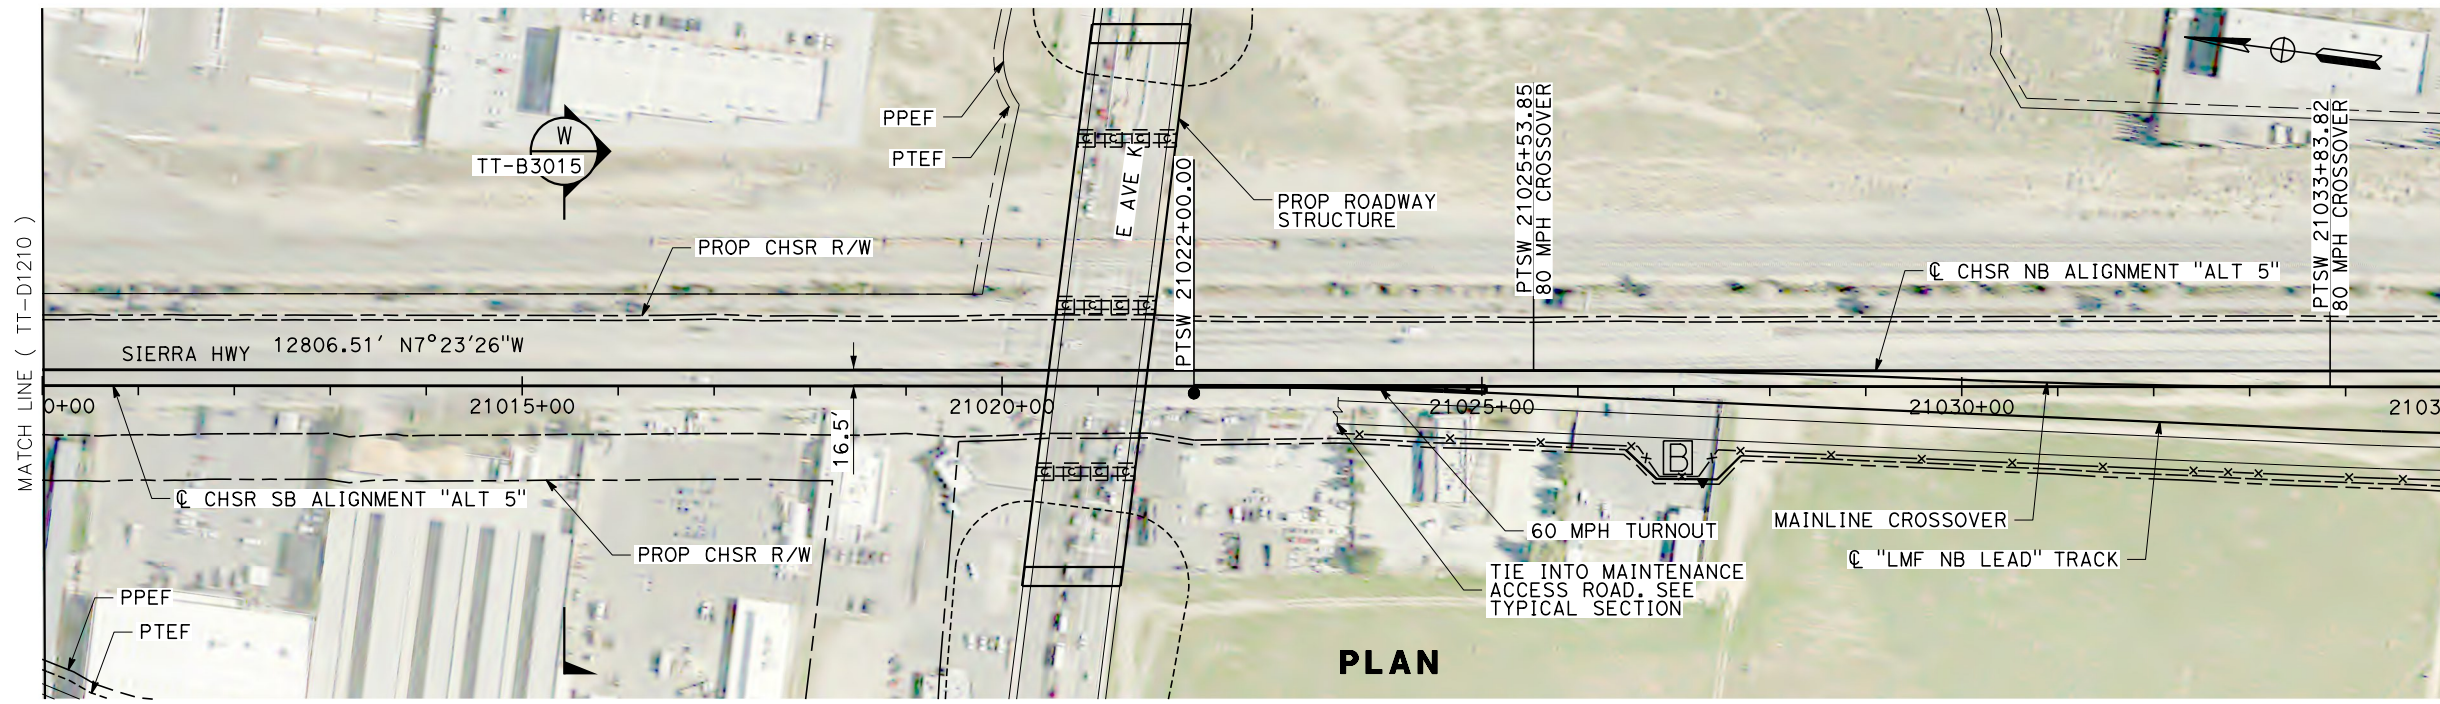 MATCH LINE ( TT-D1210 )
W
TT-B3015
PPEF
PTEF
E AVE K
PROP ROADWAY
STRUCTURE
PTSW 21022+00.00
PTSW 21025+53.85
80 MPH CROSSOVER
PTSW 21033+83.82
80 MPH CROSSOVER
PROP CHSR R/W
℄ CHSR NB ALIGNMENT "ALT 5"
SIERRA HWY
12806.51' N7°23'26"W
0+00
21015+00
21020+00
21025+00
21030+00
2103
16.5'
C C C C
C C C C
C C C C
B
℄ CHSR SB ALIGNMENT "ALT 5"
PROP CHSR R/W
60 MPH TURNOUT
MAINLINE CROSSOVER
℄ "LMF NB LEAD" TRACK
TIE INTO MAINTENANCE
ACCESS ROAD. SEE
TYPICAL SECTION
PPEF
PTEF
PLAN